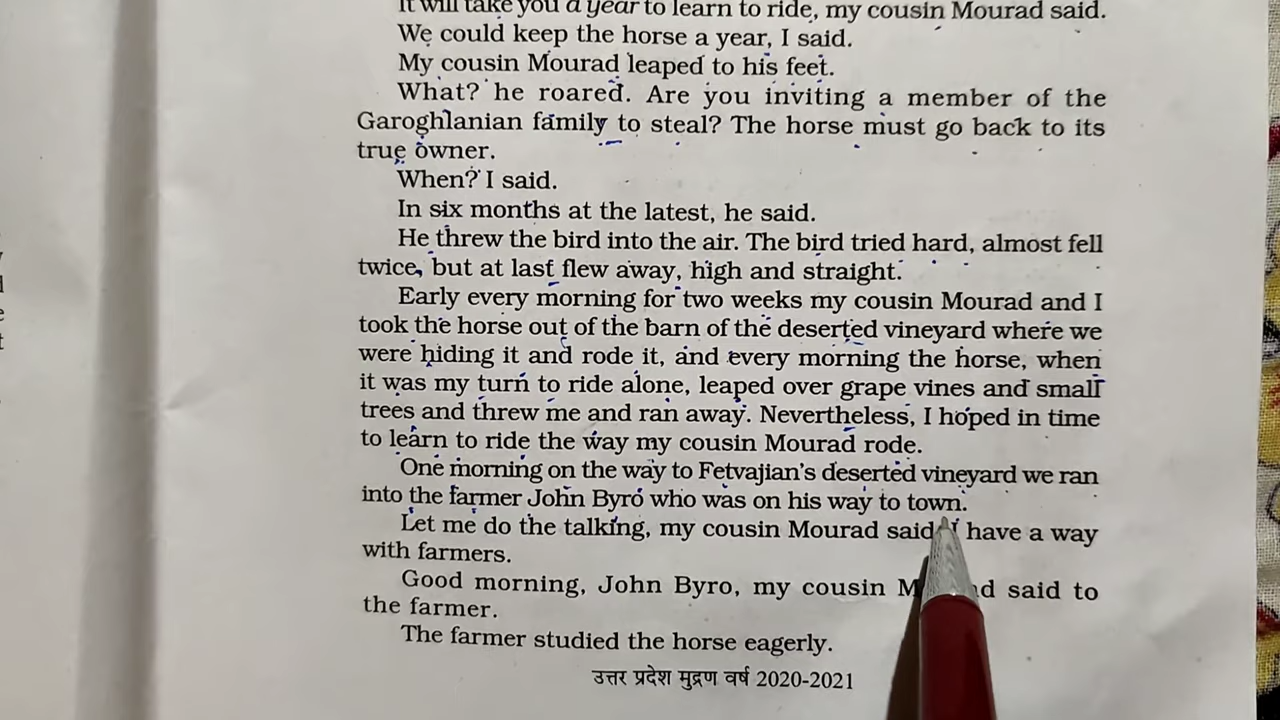 It will take you a year to learn to ride, my cousin Mourad said.
We could keep the horse a year, I said.
My cousin Mourad leaped to his feet.
What? he roared. Are you inviting a member of the
Garoghlanian family to steal? The horse must go back to its
true owner.
When? I said.
In six months at the latest, he said.
He threw the bird into the air. The bird tried hard, almost fell
twice, but at last flew away, high and straight.
Early every morning for two weeks my cousin Mourad and I
took the horse out of the barn of the deserted vineyard where we
were hiding it and rode it, and every morning the horse, when
it was my turn to ride alone, leaped over grape vines and small
trees and threw me and ran away. Nevertheless, I hoped in time
to learn to ride the way my cousin Mourad rode.
One morning on the way to Fetvajian's deserted vineyard we ran
into the farmer John Byro who was on his way to town.
Let me do the talking, my cousin Mourad said. I have a way
with farmers.
Good morning, John Byro, my cousin said to
the farmer.
The farmer studied the horse eagerly.
उत्तर प्रदेश मुद्रण वर्ष 2020-2021